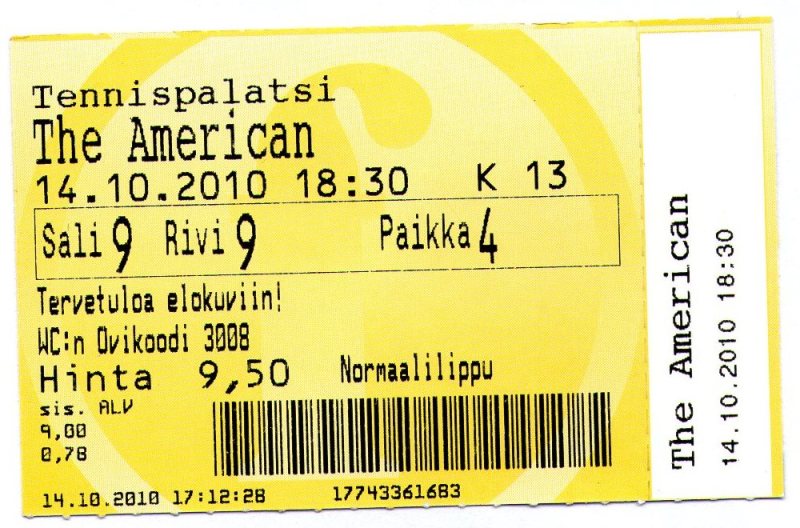 Tennispalatsi
The American
14.10.2010 18:30 K 13
Sali 9 Rivi 9 Paikka 4
Tervetuloa elokuviin!
WC:n Ovikoodi 3008
Hinta 9,50 Normaalilippu
sis. ALV
9,00
0,78
14.10.2010 17:12:28 17743361683
The American
14.10.2010 18:30